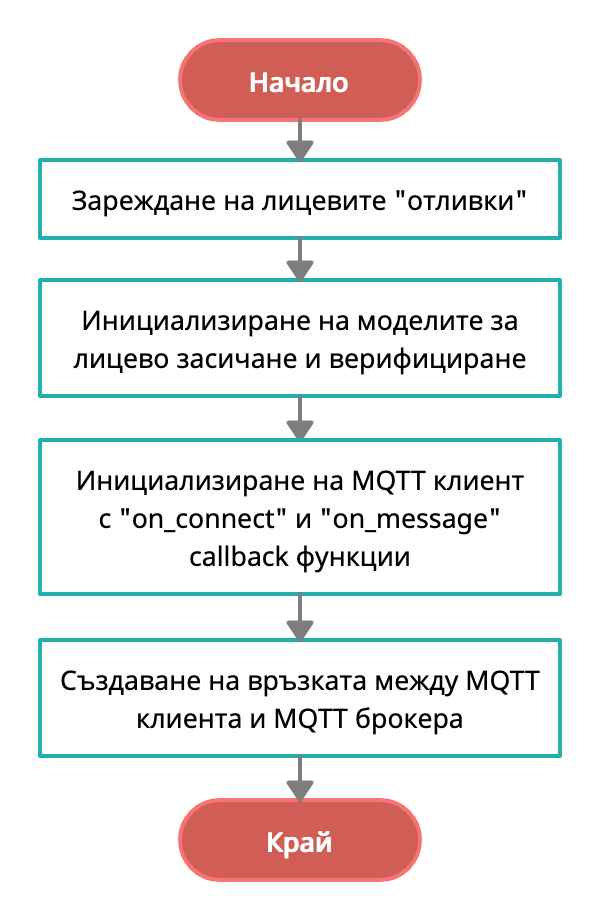 Начало
Зареждане на лицевите "отливки"
Инициализиране на моделите за
лицево засичане и верифициране
Инициализиране на MQTT клиент
с "on_connect" и "on_message"
callback функции
Създаване на връзката между MQTT
клиента и MQTT брокера
Край